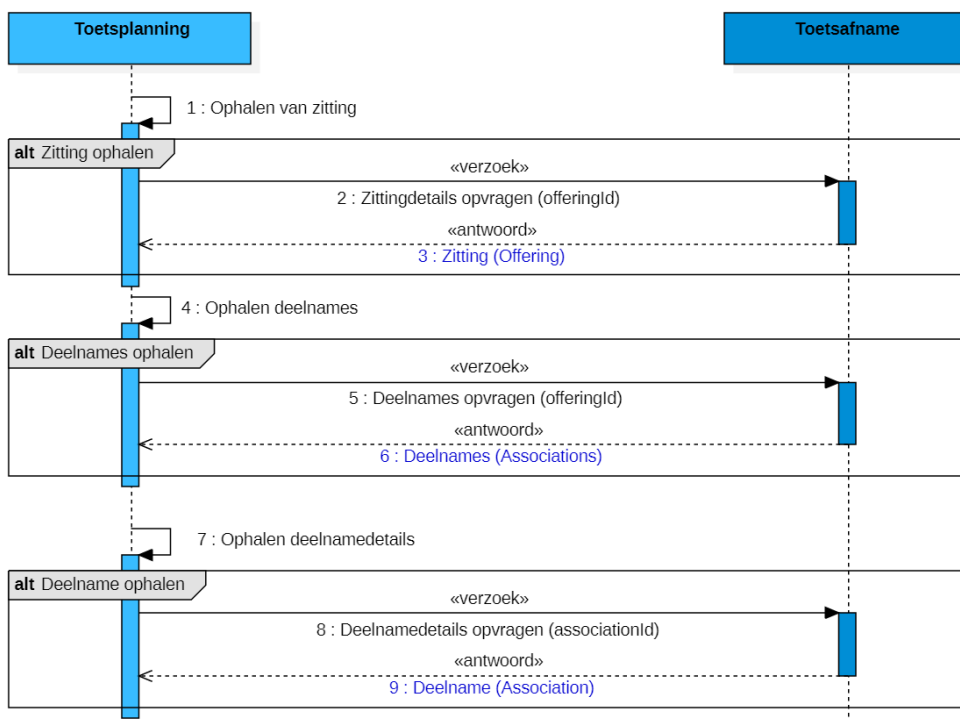 Toetsplanning
Toetsafname
1 : Ophalen van zitting
alt Zitting ophalen
«verzoek»
2 : Zittingdetails opvragen (offeringId)
«antwoord»
3 : Zitting (Offering)
4 : Ophalen deelnames
alt Deelnames ophalen
«verzoek»
5 : Deelnames opvragen (offeringId)
«antwoord»
6 : Deelnames (Associations)
7 : Ophalen deelnamedetails
alt Deelname ophalen
«verzoek»
8 : Deelnamedetails opvragen (associationId)
«antwoord»
9 : Deelname (Association)